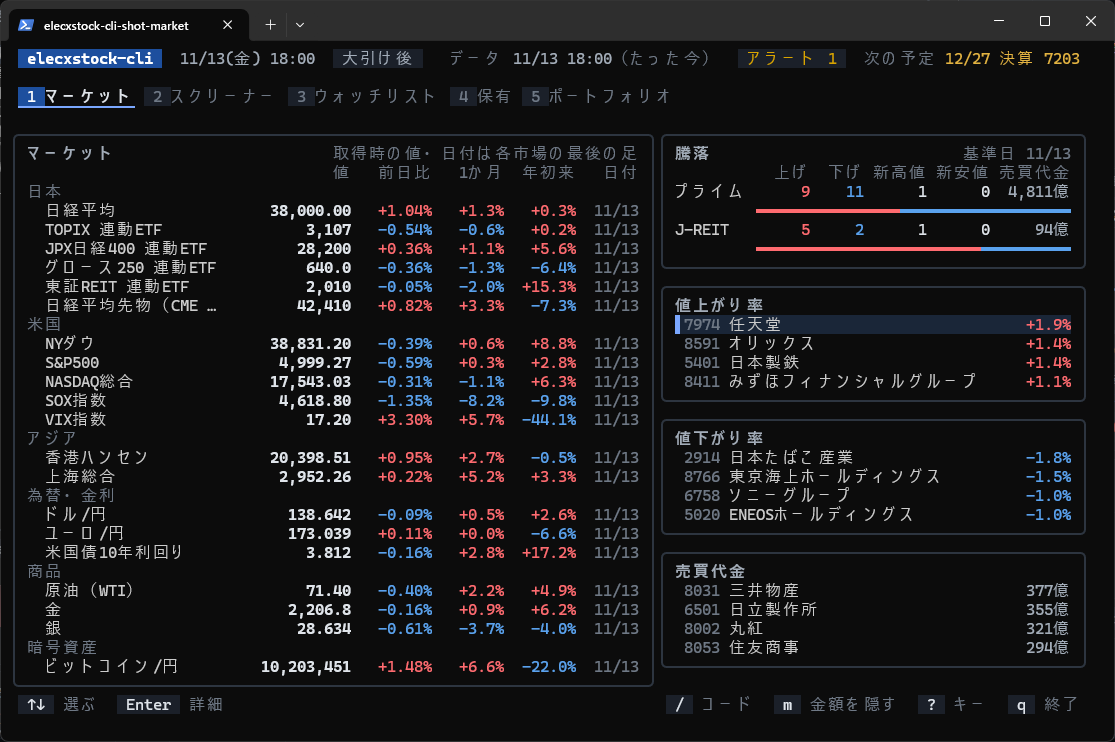 elecxstock-cli-shot-market
elecxstock-cli 11/13(金) 18:00 大引け後 データ 11/13 18:00(たった今) アラート 1 次の予定 12/27 決算 7203
1 マーケット 2 スクリーナー 3 ウォッチリスト 4 保有 5 ポートフォリオ
マーケット 取得時の値・日付は各市場の最後の足
値 前日比 1か月 年初来 日付
日本
日経平均 38,000.00 +1.04% +1.3% +0.3% 11/13
TOPIX 連動ETF 3,107 -0.54% -0.6% +0.2% 11/13
JPX日経400 連動ETF 28,200 +0.36% +1.1% +5.6% 11/13
グロース250 連動ETF 640.0 -0.36% -1.3% -6.4% 11/13
東証REIT 連動ETF 2,010 -0.05% -2.0% +15.3% 11/13
日経平均先物(CME … 42,410 +0.82% +3.3% -7.3% 11/13
米国
NYダウ 38,831.20 -0.39% +0.6% +8.8% 11/13
S&P500 4,999.27 -0.59% +0.3% +2.8% 11/13
NASDAQ総合 17,543.03 -0.31% -1.1% +6.3% 11/13
SOX指数 4,618.80 -1.35% -8.2% -9.8% 11/13
VIX指数 17.20 +3.30% +5.7% -44.1% 11/13
アジア
香港ハンセン 20,398.51 +0.95% +2.7% -0.5% 11/13
上海総合 2,952.26 +0.22% +5.2% +3.3% 11/13
為替・金利
ドル/円 138.642 -0.09% +0.5% +2.6% 11/13
ユーロ/円 173.039 +0.11% +0.0% -6.6% 11/13
米国債10年利回り 3.812 -0.16% +2.8% +17.2% 11/13
商品
原油(WTI) 71.40 -0.40% +2.2% +4.9% 11/13
金 2,206.8 -0.16% +0.9% +6.2% 11/13
銀 28.634 -0.61% -3.7% -4.0% 11/13
暗号資産
ビットコイン/円 10,203,451 +1.48% +6.6% -22.0% 11/13
騰落 基準日 11/13
上げ 下げ 新高値 新安値 売買代金
プライム 9 11 1 0 4,811億
J-REIT 5 2 1 0 94億
値上がり率
7974 任天堂 +1.9%
8591 オリックス +1.4%
5401 日本製鉄 +1.4%
8411 みずほフィナンシャルグループ +1.1%
値下がり率
2914 日本たばこ産業 -1.8%
8766 東京海上ホールディングス -1.5%
6758 ソニーグループ -1.0%
5020 ENEOSホールディングス -1.0%
売買代金
8031 三井物産 377億
6501 日立製作所 355億
8002 丸紅 321億
8053 住友商事 294億
↑↓ 選ぶ Enter 詳細 / コード m 金額を隠す ? キー q 終了